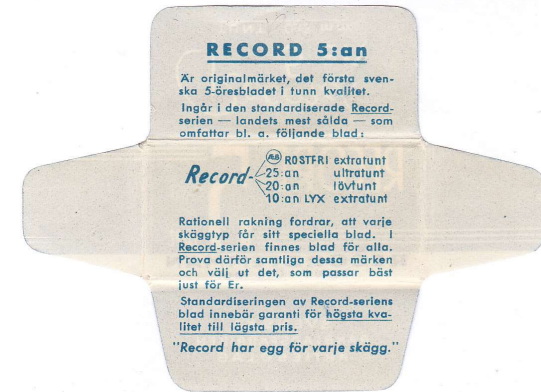 RECORD 5:an
Är originalmärket, det första sven-
ska 5-öresbladet i tunn kvalitet.
Ingår i den standardiserade Record-
serien — landets mest sålda — som
omfattar bl. a. följande blad:
ROSTFRI extratunt
Record- 25:an ultratunt
20:an lövtunt
10:an LYX extratunt
Rationell rakning fordrar, att varje
skäggtyp får sitt speciella blad. I
Record-serien finnes blad för alla.
Prova därför samtliga dessa märken
och välj ut det, som passar bäst
just för Er.
Standardiseringen av Record-seriens
blad innebär garanti för högsta kva-
litet till lägsta pris.
"Record har egg för varje skägg."